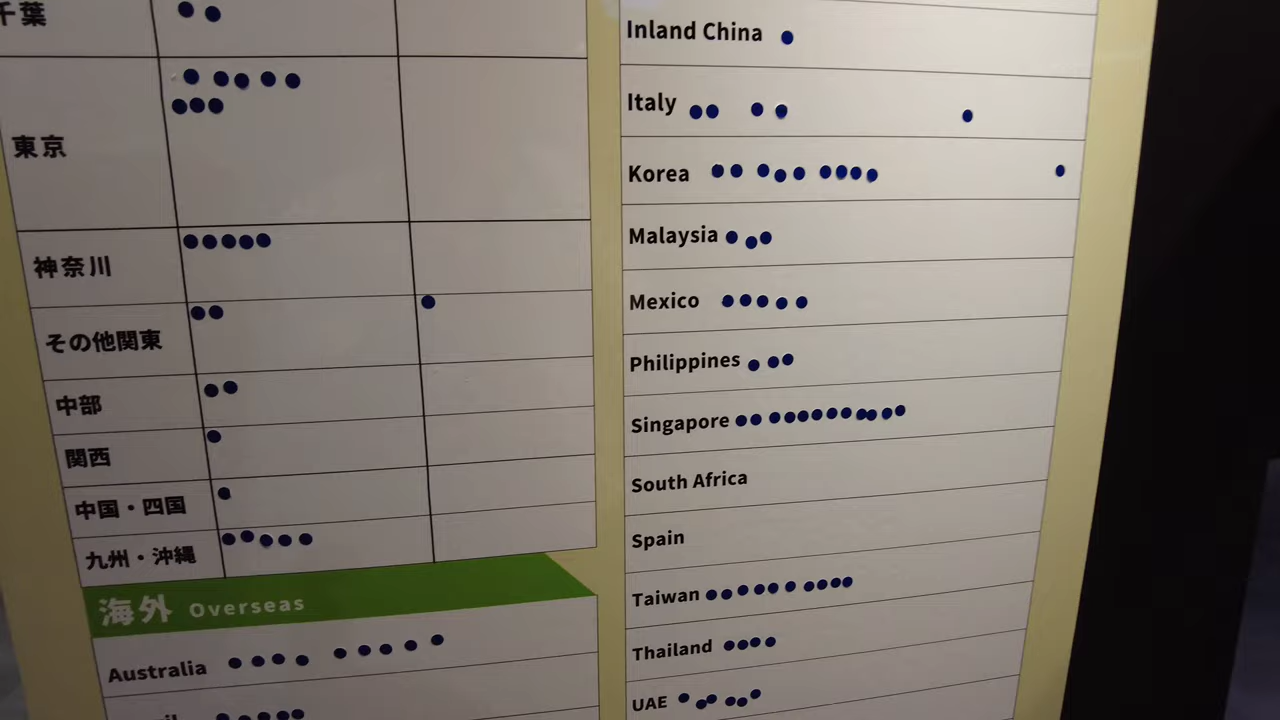 千葉
東京
神奈川
その他関東
中部
関西
中国・四国
九州・沖縄
海外 Overseas
Australia
Inland China
Italy
Korea
Malaysia
Mexico
Philippines
Singapore
South Africa
Spain
Taiwan
Thailand
UAE